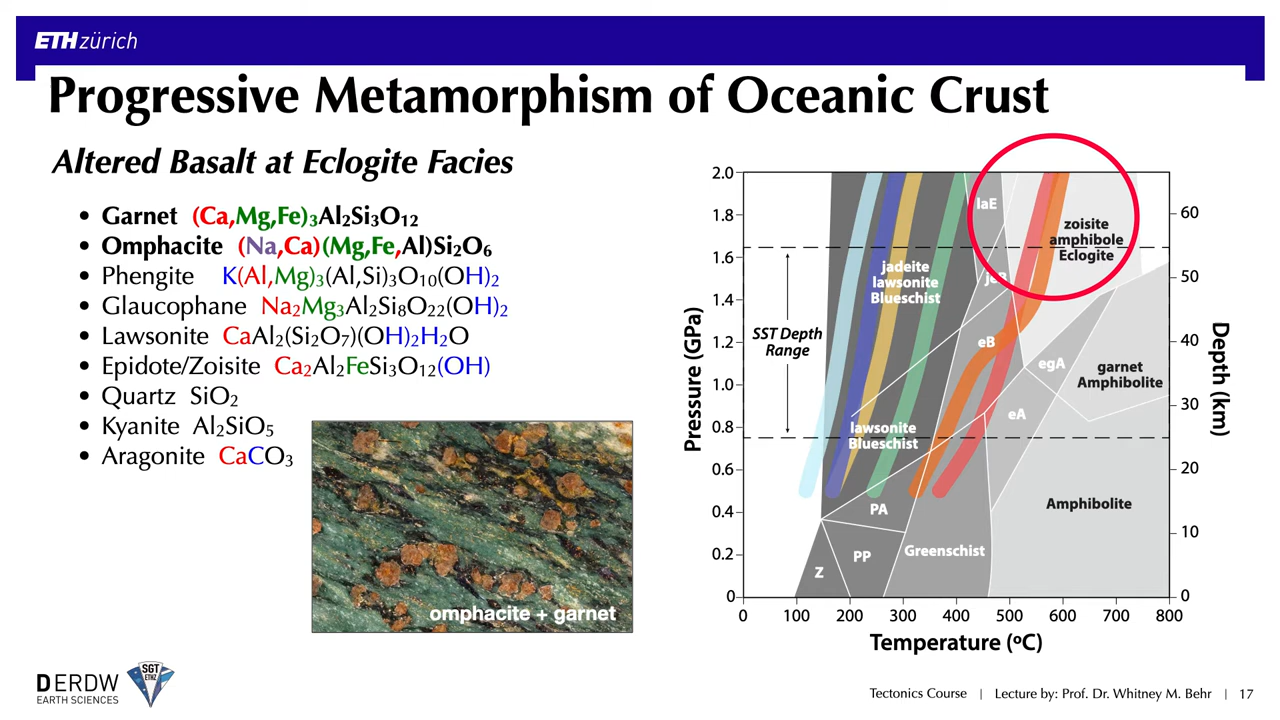 ETH zürich
Progressive Metamorphism of Oceanic Crust
Altered Basalt at Eclogite Facies
• Garnet (Ca,Mg,Fe)₃Al₂Si₃O₁₂
• Omphacite (Na,Ca)(Mg,Fe,Al)Si₂O₆
• Phengite K(Al,Mg)₃(Al,Si)₃O₁₀(OH)₂
• Glaucophane Na₂Mg₃Al₂Si₈O₂₂(OH)₂
• Lawsonite CaAl₂(Si₂O₇)(OH)₂H₂O
• Epidote/Zoisite Ca₂Al₂FeSi₃O₁₂(OH)
• Quartz SiO₂
• Kyanite Al₂SiO₅
• Aragonite CaCO₃
omphacite + garnet
Pressure (GPa)
2.0
1.8
1.6
1.4
1.2
1.0
0.8
0.6
0.4
0.2
0
SST Depth
Range
laE
zoisite
amphibole
Eclogite
jadeite
lawsonite
Blueschist
eB
egA
garnet
Amphibolite
eA
lawsonite
Blueschist
PA
Amphibolite
PP
Greenschist
Z
60
50
40
30
20
10
0
Depth (km)
0 100 200 300 400 500 600 700 800
Temperature (ºC)
DERDW
EARTH SCIENCES
SGT
ETHZ
Tectonics Course | Lecture by: Prof. Dr. Whitney M. Behr | 17